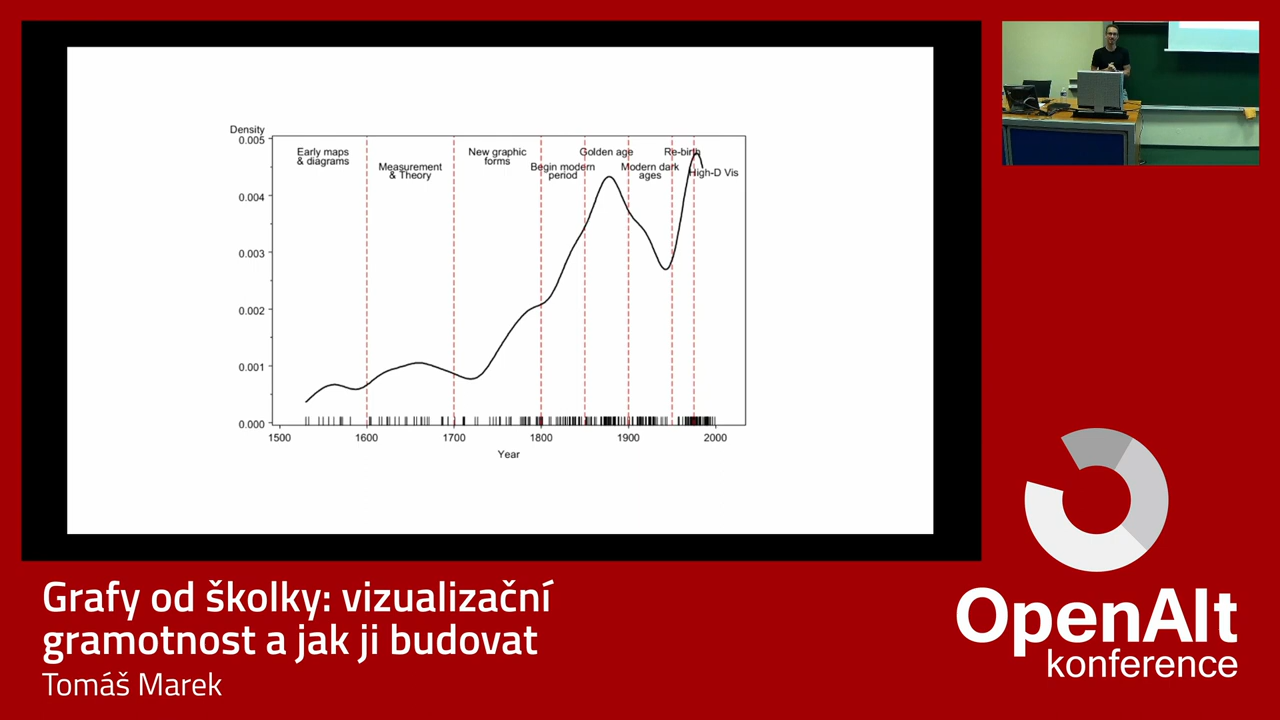 Density
0.005
0.004
0.003
0.002
0.001
0.000
Early maps
& diagrams
Measurement
& Theory
New graphic
forms
Begin modern
period
Golden age
Modern dark
ages
Re-birth
High-D Vis
1500 1600 1700 1800 1900 2000
Year
Grafy od školky: vizualizační
gramotnost a jak ji budovat
Tomáš Marek
OpenAlt
konference